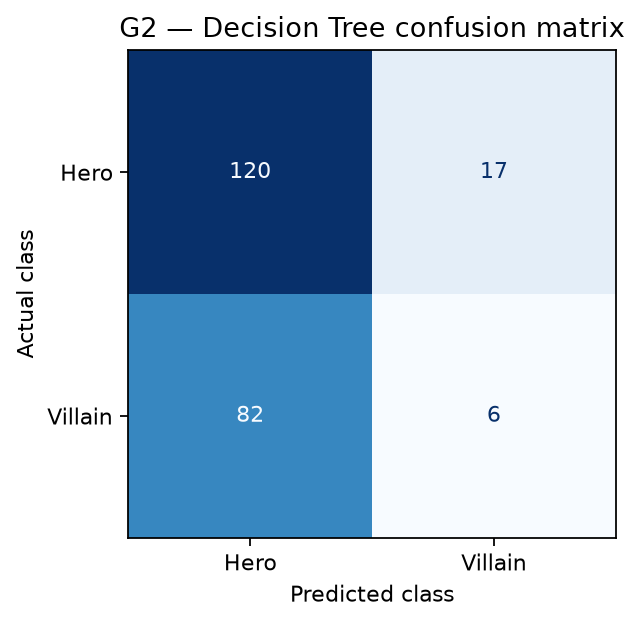 G2 — Decision Tree confusion matrix
Actual class
Hero
120
17
Villain
82
6
Hero
Villain
Predicted class